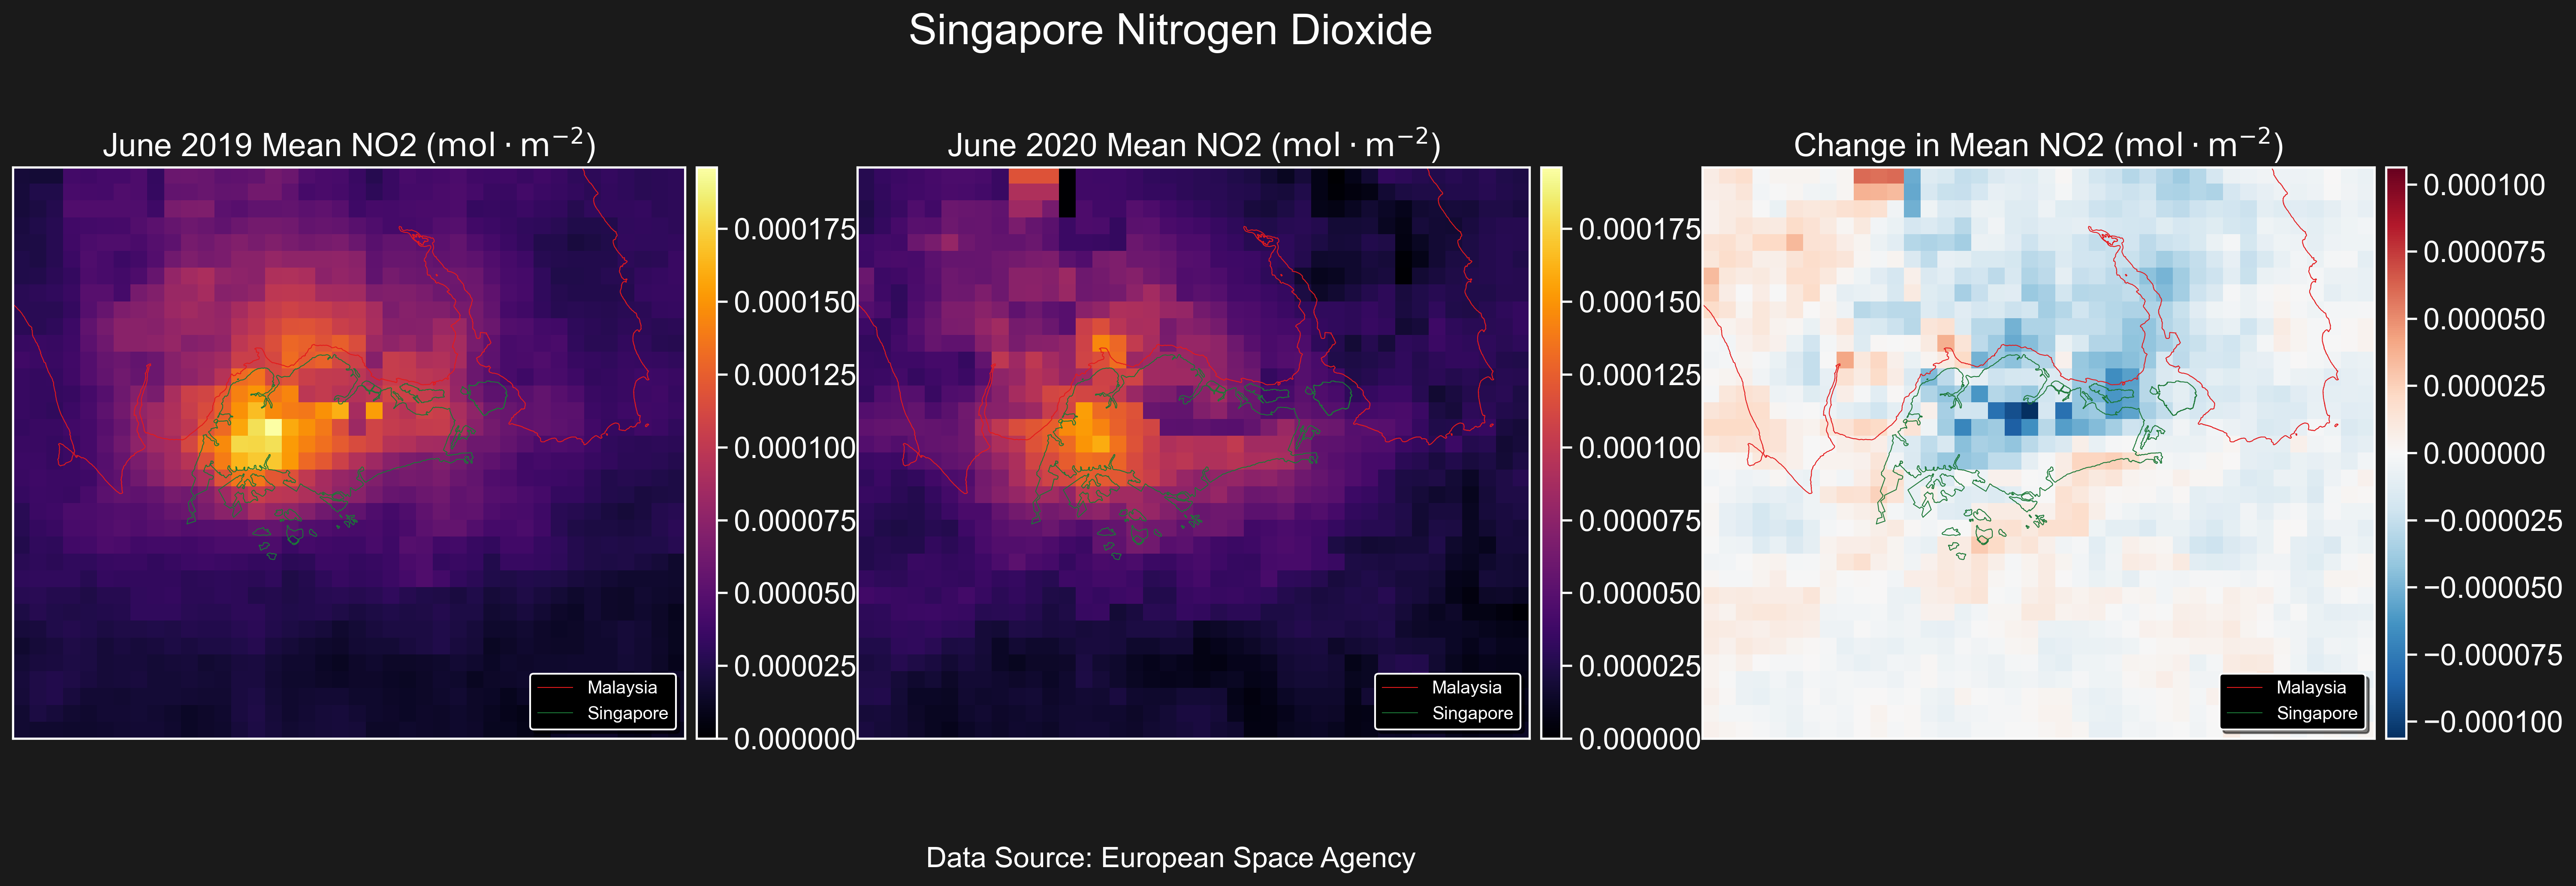 Singapore Nitrogen Dioxide
June 2019 Mean NO2 (mol · m⁻²)
0.000175
0.000150
0.000125
0.000100
0.000075
0.000050
0.000025
0.000000
Malaysia
Singapore
June 2020 Mean NO2 (mol · m⁻²)
0.000175
0.000150
0.000125
0.000100
0.000075
0.000050
0.000025
0.000000
Malaysia
Singapore
Change in Mean NO2 (mol · m⁻²)
0.000100
0.000075
0.000050
0.000025
0.000000
−0.000025
−0.000050
−0.000075
−0.000100
Malaysia
Singapore
Data Source: European Space Agency